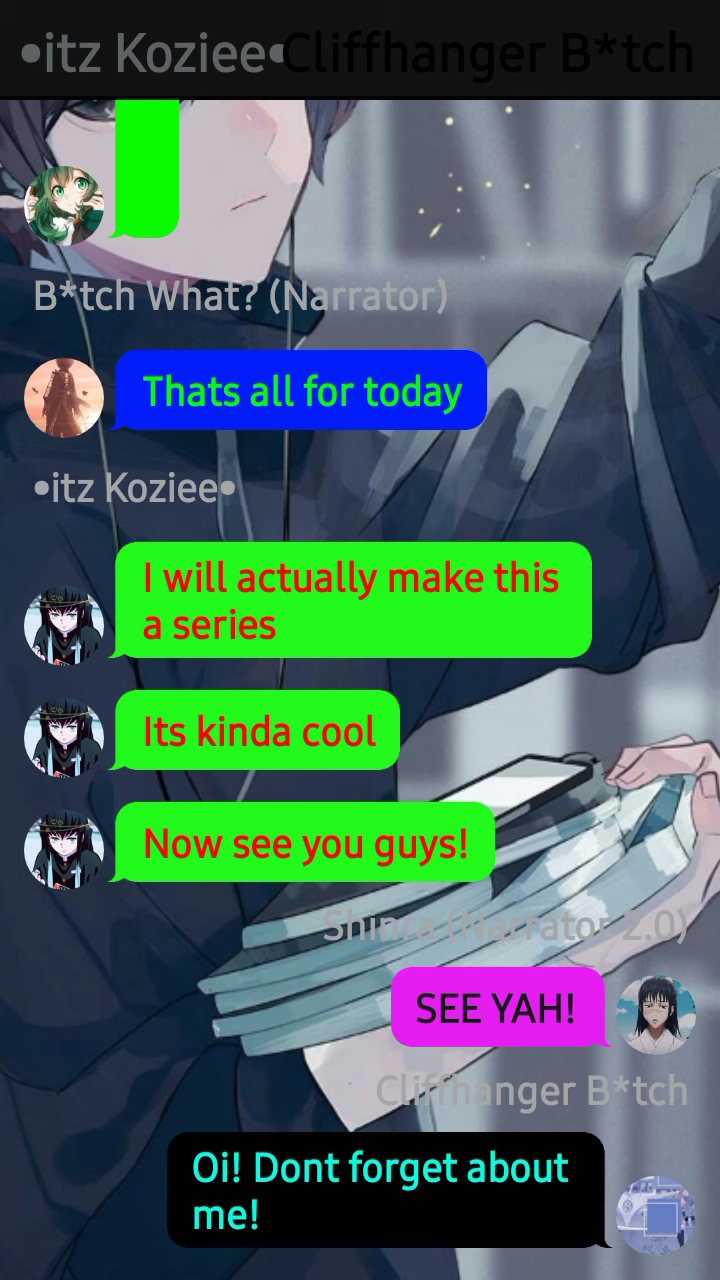 •itz Koziee• Cliffhanger B*tch
B*tch What? (Narrator)
Thats all for today
•itz Koziee•
I will actually make this
a series
Its kinda cool
Now see you guys!
Shinra (Narrator 2.0)
SEE YAH!
Cliffhanger B*tch
Oi! Dont forget about
me!